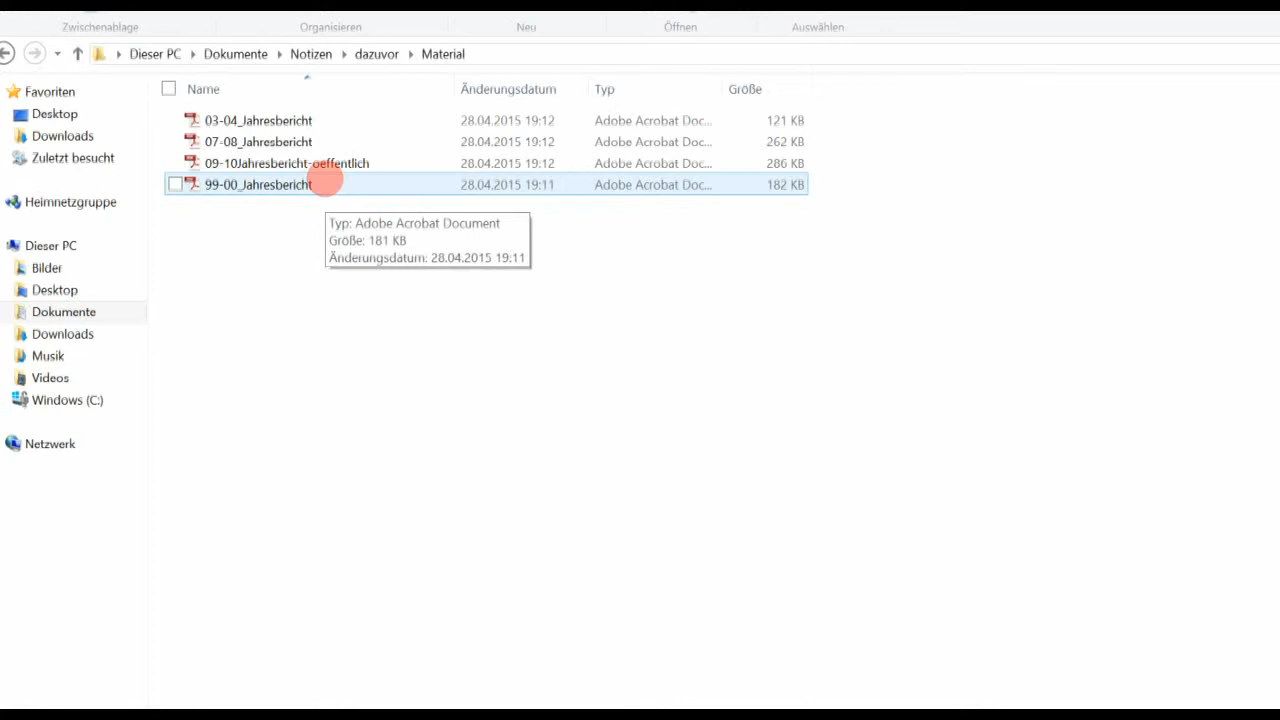 Zwischenablage Organisieren Neu Öffnen Auswählen
Dieser PC Dokumente Notizen dazuvor Material
Favoriten
Desktop
Downloads
Zuletzt besucht
Heimnetzgruppe
Dieser PC
Bilder
Desktop
Dokumente
Downloads
Musik
Videos
Windows (C:)
Netzwerk
Name Änderungsdatum Typ Größe
03-04_Jahresbericht 28.04.2015 19:12 Adobe Acrobat Doc... 121 KB
07-08_Jahresbericht 28.04.2015 19:12 Adobe Acrobat Doc... 262 KB
09-10Jahresbericht-oeffentlich 28.04.2015 19:12 Adobe Acrobat Doc... 286 KB
99-00_Jahresbericht 28.04.2015 19:11 Adobe Acrobat Doc... 182 KB
Typ: Adobe Acrobat Document
Größe: 181 KB
Änderungsdatum: 28.04.2015 19:11